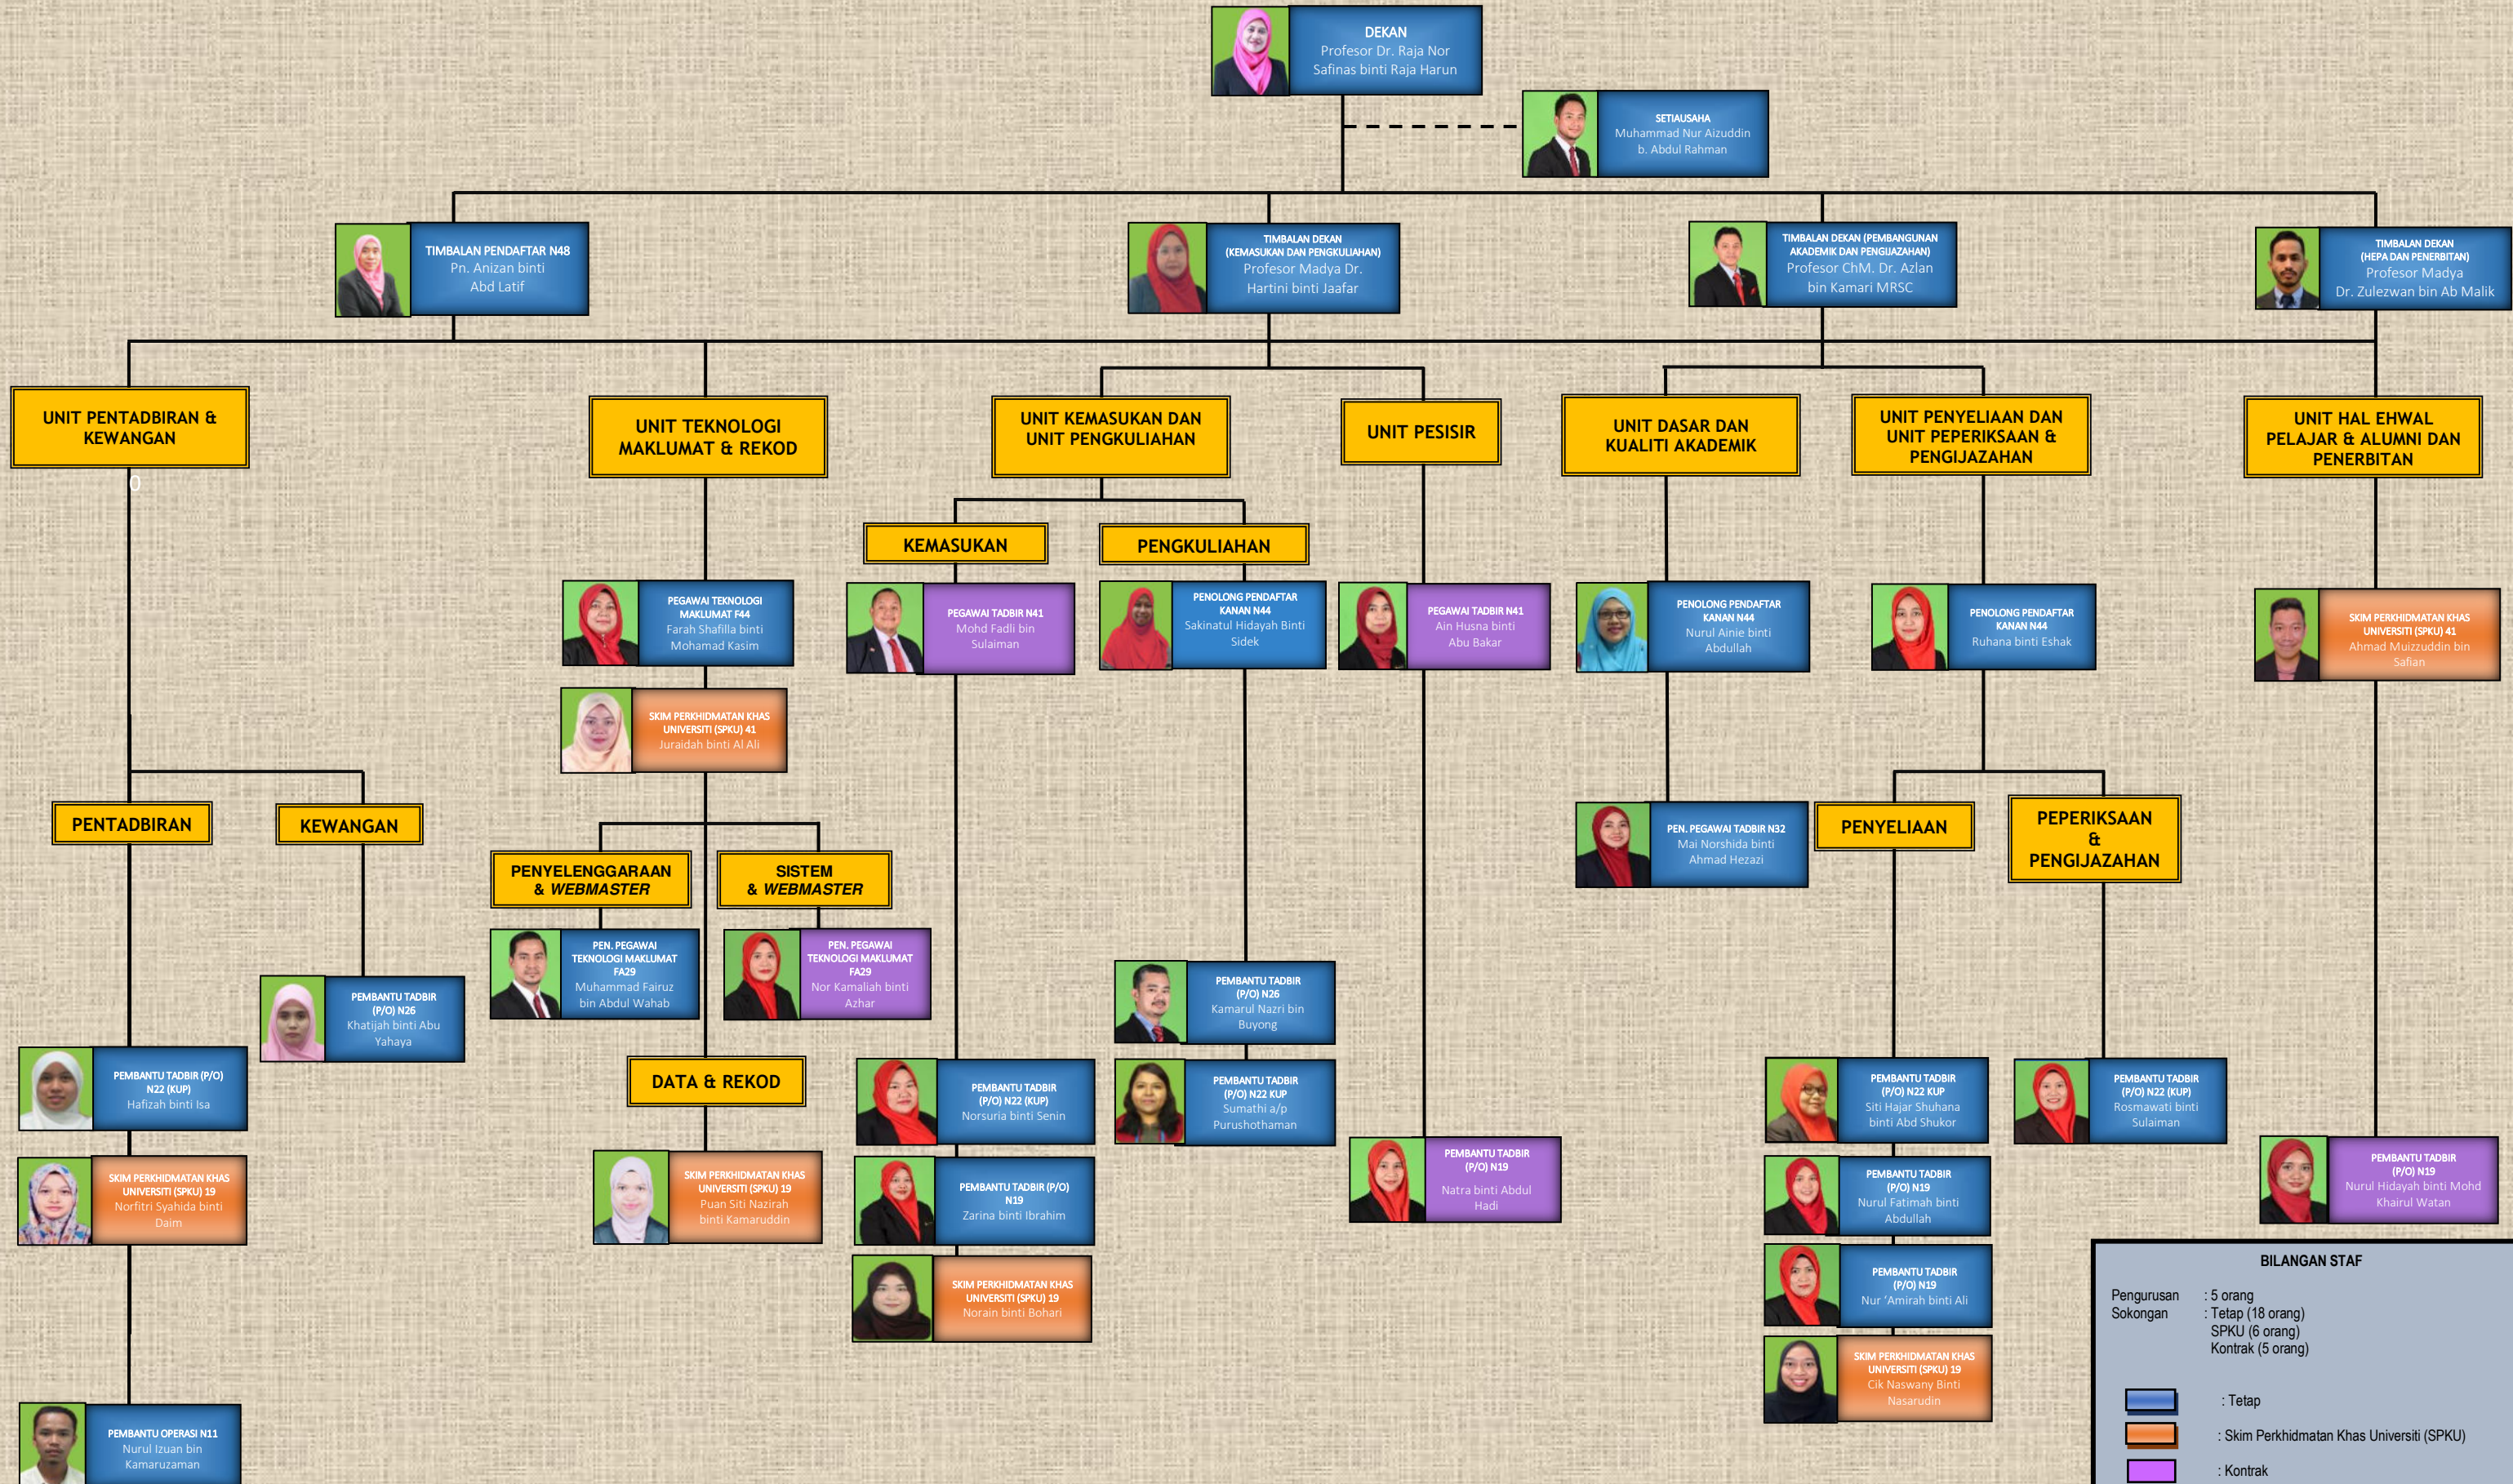 DEKAN
Profesor Dr. Raja Nor
Safinas binti Raja Harun
SETIAUSAHA
Muhammad Nur Aizuddin
b. Abdul Rahman
TIMBALAN PENDAFTAR N48
Pn. Anizan binti
Abd Latif
TIMBALAN DEKAN
(KEMASUKAN DAN PENGKULIAHAN)
Profesor Madya Dr.
Hartini binti Jaafar
TIMBALAN DEKAN (PEMBANGUNAN
AKADEMIK DAN PENGIJAZAHAN)
Profesor ChM. Dr. Azlan
bin Kamari MRSC
TIMBALAN DEKAN
(HEPA DAN PENERBITAN)
Profesor Madya
Dr. Zulezwan bin Ab Malik
UNIT PENTADBIRAN &
KEWANGAN
0
UNIT TEKNOLOGI
MAKLUMAT & REKOD
UNIT KEMASUKAN DAN
UNIT PENGKULIAHAN
UNIT PESISIR
UNIT DASAR DAN
KUALITI AKADEMIK
UNIT PENYELIAAN DAN
UNIT PEPERIKSAAN &
PENGIJAZAHAN
UNIT HAL EHWAL
PELAJAR & ALUMNI DAN
PENERBITAN
KEMASUKAN
PENGKULIAHAN
PEGAWAI TEKNOLOGI
MAKLUMAT F44
Farah Shafilla binti
Mohamad Kasim
PEGAWAI TADBIR N41
Mohd Fadli bin
Sulaiman
PENOLONG PENDAFTAR
KANAN N44
Sakinatul Hidayah Binti
Sidek
PEGAWAI TADBIR N41
Ain Husna binti
Abu Bakar
PENOLONG PENDAFTAR
KANAN N44
Nurul Ainie binti
Abdullah
PENOLONG PENDAFTAR
KANAN N44
Ruhana binti Eshak
SKIM PERKHIDMATAN KHAS
UNIVERSITI (SPKU) 41
Ahmad Muizzuddin bin
Safian
SKIM PERKHIDMATAN KHAS
UNIVERSITI (SPKU) 41
Juraidah binti Al Ali
PENTADBIRAN
KEWANGAN
PENYELENGGARAAN
& WEBMASTER
SISTEM
& WEBMASTER
PEN. PEGAWAI TADBIR N32
Mai Norshida binti
Ahmad Hezazi
PENYELIAAN
PEPERIKSAAN
&
PENGIJAZAHAN
PEN. PEGAWAI
TEKNOLOGI MAKLUMAT
FA29
Muhammad Fairuz
bin Abdul Wahab
PEN. PEGAWAI
TEKNOLOGI MAKLUMAT
FA29
Nor Kamaliah binti
Azhar
PEMBANTU TADBIR
(P/O) N26
Khatijah binti Abu
Yahaya
PEMBANTU TADBIR
(P/O) N26
Kamarul Nazri bin
Buyong
PEMBANTU TADBIR (P/O)
N22 (KUP)
Hafizah binti Isa
DATA & REKOD
PEMBANTU TADBIR
(P/O) N22 (KUP)
Norsuria binti Senin
PEMBANTU TADBIR
(P/O) N22 KUP
Sumathi a/p
Purushothaman
PEMBANTU TADBIR
(P/O) N22 KUP
Siti Hajar Shuhana
binti Abd Shukor
PEMBANTU TADBIR
(P/O) N22 (KUP)
Rosmawati binti
Sulaiman
SKIM PERKHIDMATAN KHAS
UNIVERSITI (SPKU) 19
Norfitri Syahida binti
Daim
SKIM PERKHIDMATAN KHAS
UNIVERSITI (SPKU) 19
Puan Siti Nazirah
binti Kamaruddin
PEMBANTU TADBIR (P/O)
N19
Zarina binti Ibrahim
PEMBANTU TADBIR
(P/O) N19
Natra binti Abdul
Hadi
PEMBANTU TADBIR
(P/O) N19
Nurul Fatimah binti
Abdullah
PEMBANTU TADBIR
(P/O) N19
Nurul Hidayah binti Mohd
Khairul Watan
SKIM PERKHIDMATAN KHAS
UNIVERSITI (SPKU) 19
Norain binti Bohari
PEMBANTU TADBIR
(P/O) N19
Nur ‘Amirah binti Ali
SKIM PERKHIDMATAN KHAS
UNIVERSITI (SPKU) 19
Cik Naswany Binti
Nasarudin
PEMBANTU OPERASI N11
Nurul Izuan bin
Kamaruzaman
BILANGAN STAF
Pengurusan : 5 orang
Sokongan : Tetap (18 orang)
SPKU (6 orang)
Kontrak (5 orang)
: Tetap
: Skim Perkhidmatan Khas Universiti (SPKU)
: Kontrak